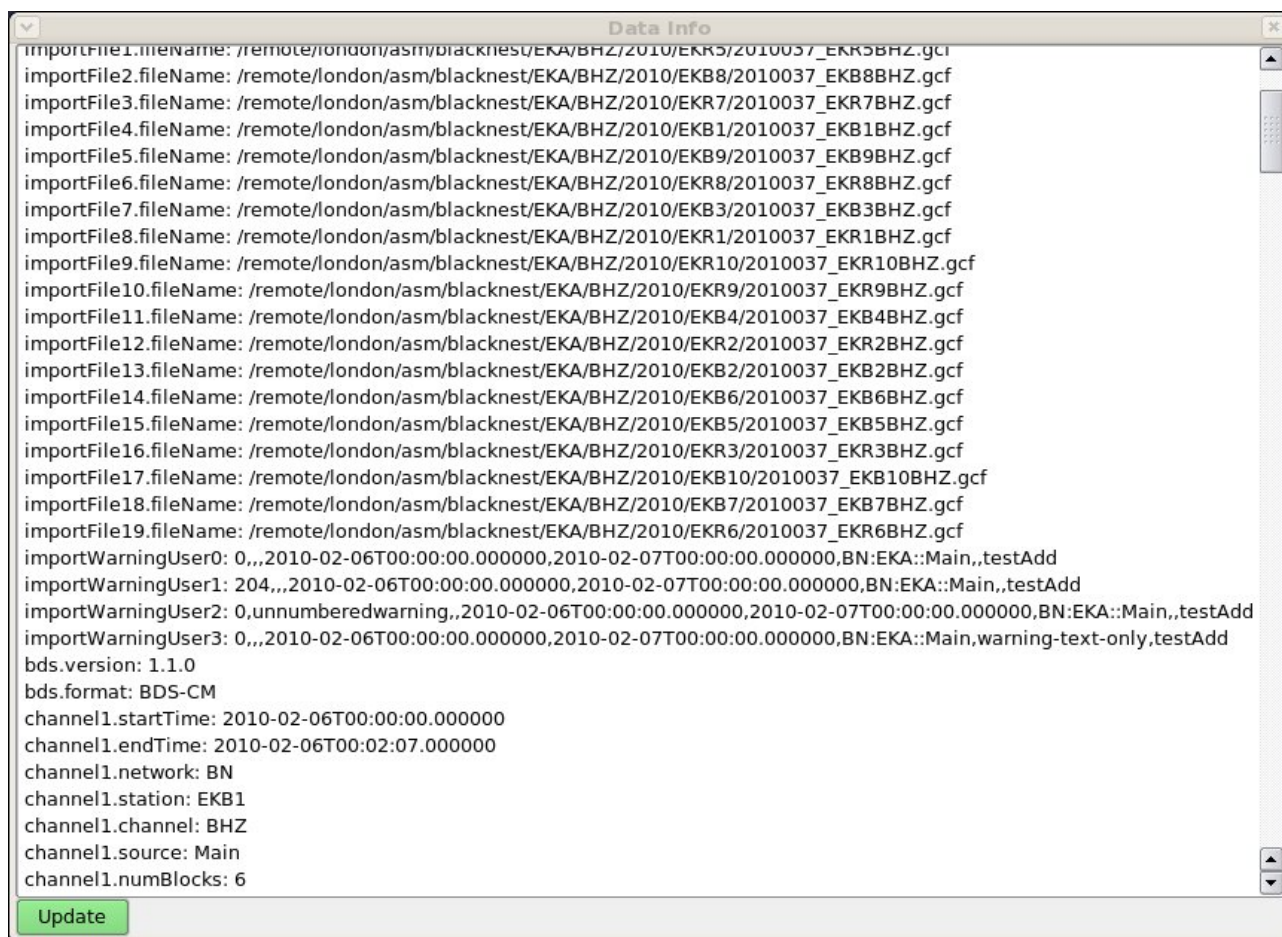 Data Info
importFile1.fileName: /remote/london/asm/blacknest/EKA/BHZ/2010/EKR5/2010037_EKR5BHZ.gcf
importFile2.fileName: /remote/london/asm/blacknest/EKA/BHZ/2010/EKB8/2010037_EKB8BHZ.gcf
importFile3.fileName: /remote/london/asm/blacknest/EKA/BHZ/2010/EKR7/2010037_EKR7BHZ.gcf
importFile4.fileName: /remote/london/asm/blacknest/EKA/BHZ/2010/EKB1/2010037_EKB1BHZ.gcf
importFile5.fileName: /remote/london/asm/blacknest/EKA/BHZ/2010/EKB9/2010037_EKB9BHZ.gcf
importFile6.fileName: /remote/london/asm/blacknest/EKA/BHZ/2010/EKR8/2010037_EKR8BHZ.gcf
importFile7.fileName: /remote/london/asm/blacknest/EKA/BHZ/2010/EKB3/2010037_EKB3BHZ.gcf
importFile8.fileName: /remote/london/asm/blacknest/EKA/BHZ/2010/EKR1/2010037_EKR1BHZ.gcf
importFile9.fileName: /remote/london/asm/blacknest/EKA/BHZ/2010/EKR10/2010037_EKR10BHZ.gcf
importFile10.fileName: /remote/london/asm/blacknest/EKA/BHZ/2010/EKR9/2010037_EKR9BHZ.gcf
importFile11.fileName: /remote/london/asm/blacknest/EKA/BHZ/2010/EKB4/2010037_EKB4BHZ.gcf
importFile12.fileName: /remote/london/asm/blacknest/EKA/BHZ/2010/EKR2/2010037_EKR2BHZ.gcf
importFile13.fileName: /remote/london/asm/blacknest/EKA/BHZ/2010/EKB2/2010037_EKB2BHZ.gcf
importFile14.fileName: /remote/london/asm/blacknest/EKA/BHZ/2010/EKB6/2010037_EKB6BHZ.gcf
importFile15.fileName: /remote/london/asm/blacknest/EKA/BHZ/2010/EKB5/2010037_EKB5BHZ.gcf
importFile16.fileName: /remote/london/asm/blacknest/EKA/BHZ/2010/EKR3/2010037_EKR3BHZ.gcf
importFile17.fileName: /remote/london/asm/blacknest/EKA/BHZ/2010/EKB10/2010037_EKB10BHZ.gcf
importFile18.fileName: /remote/london/asm/blacknest/EKA/BHZ/2010/EKB7/2010037_EKB7BHZ.gcf
importFile19.fileName: /remote/london/asm/blacknest/EKA/BHZ/2010/EKR6/2010037_EKR6BHZ.gcf
importWarningUser0: 0,,,2010-02-06T00:00:00.000000,2010-02-07T00:00:00.000000,BN:EKA::Main,,testAdd
importWarningUser1: 204,,,2010-02-06T00:00:00.000000,2010-02-07T00:00:00.000000,BN:EKA::Main,,testAdd
importWarningUser2: 0,unnumberedwarning,,2010-02-06T00:00:00.000000,2010-02-07T00:00:00.000000,BN:EKA::Main,,testAdd
importWarningUser3: 0,,,2010-02-06T00:00:00.000000,2010-02-07T00:00:00.000000,BN:EKA::Main,warning-text-only,testAdd
bds.version: 1.1.0
bds.format: BDS-CM
channel1.startTime: 2010-02-06T00:00:00.000000
channel1.endTime: 2010-02-06T00:02:07.000000
channel1.network: BN
channel1.station: EKB1
channel1.channel: BHZ
channel1.source: Main
channel1.numBlocks: 6
Update